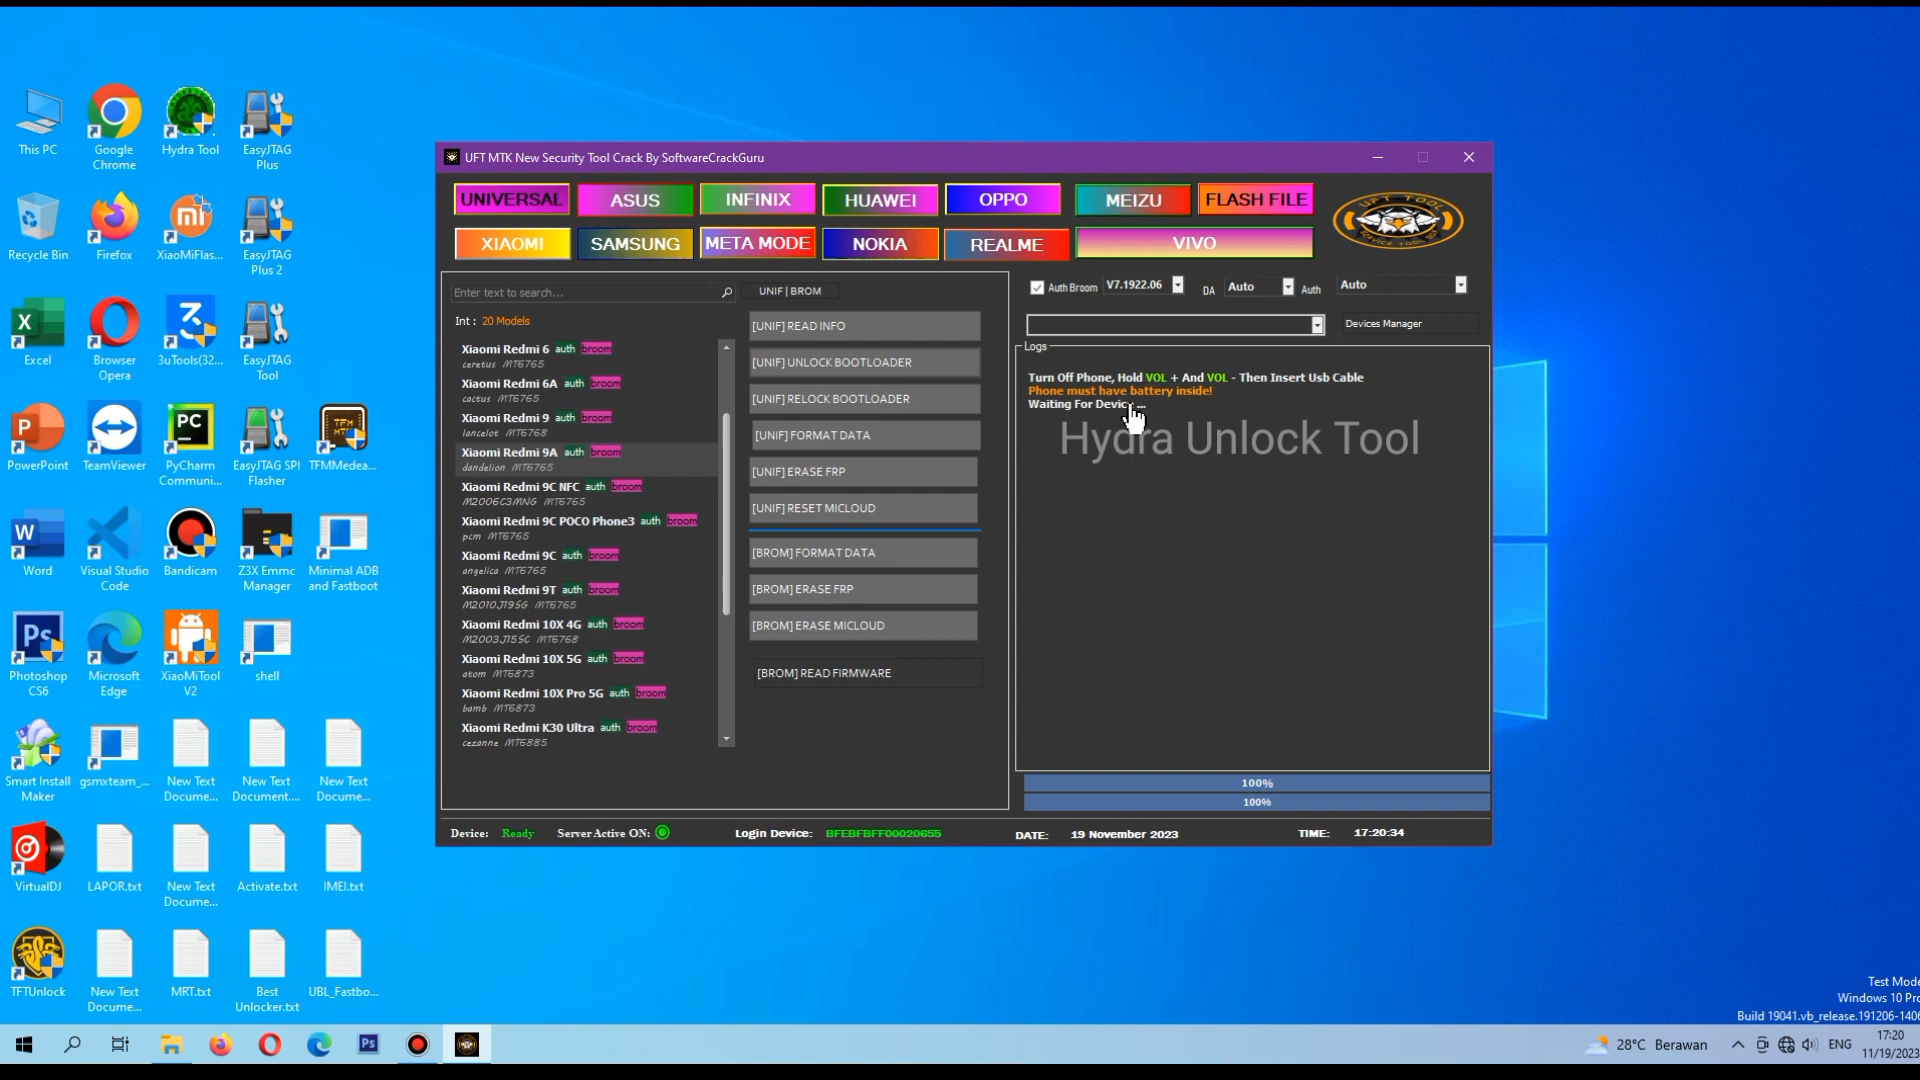 This PC
Google
Chrome
Hydra Tool
EasyJTAG
Plus
Recycle Bin
Firefox
XiaoMiFlas...
EasyJTAG
Plus 2
Excel
Browser
Opera
3uTools(32...
EasyJTAG
Tool
PowerPoint
TeamViewer
PyCharm
Communi...
EasyJTAG SPI
Flasher
TFMMedea...
Word
Visual Studio
Code
Bandicam
Z3X Emmc
Manager
Minimal ADB
and Fastboot
Photoshop
CS6
Microsoft
Edge
XiaoMiTool
V2
shell
Smart Install
Maker
gsmxteam_...
New Text
Docume...
New Text
Document....
New Text
Docume...
VirtualDJ
LAPOR.txt
New Text
Docume...
Activate.txt
IMEI.txt
TFTUnlock
New Text
Docume...
MRT.txt
Best
Unlocker.txt
UBL_Fastbo...
UFT MTK New Security Tool Crack By SoftwareCrackGuru
UNIVERSAL ASUS INFINIX HUAWEI OPPO MEIZU FLASH FILE
XIAOMI SAMSUNG META MODE NOKIA REALME VIVO
UFT TOOL
Enter text to search...
UNIF | BROM
Int : 20 Models
Xiaomi Redmi 6 auth broom
ceretus MT6765
Xiaomi Redmi 6A auth broom
cactus MT6765
Xiaomi Redmi 9 auth broom
lancelot MT6768
Xiaomi Redmi 9A auth broom
dandelion MT6765
Xiaomi Redmi 9C NFC auth broom
M2006C3MNG MT6765
Xiaomi Redmi 9C POCO Phone3 auth broom
pcm MT6765
Xiaomi Redmi 9C auth broom
angelica MT6765
Xiaomi Redmi 9T auth broom
M2010J19SG MT6765
Xiaomi Redmi 10X 4G auth broom
M2003J15SC MT6768
Xiaomi Redmi 10X 5G auth broom
atom MT6873
Xiaomi Redmi 10X Pro 5G auth broom
bamb MT6873
Xiaomi Redmi K30 Ultra auth broom
cezanne MT6885
[UNIF] READ INFO
[UNIF] UNLOCK BOOTLOADER
[UNIF] RELOCK BOOTLOADER
[UNIF] FORMAT DATA
[UNIF] ERASE FRP
[UNIF] RESET MICLOUD
[BROM] FORMAT DATA
[BROM] ERASE FRP
[BROM] ERASE MICLOUD
[BROM] READ FIRMWARE
Auth Broom V7.1922.06 DA Auto Auth Auto
Devices Manager
Logs
Turn Off Phone, Hold VOL + And VOL - Then Insert Usb Cable
Phone must have battery inside!
Waiting For Device ...
Hydra Unlock Tool
100%
100%
Device: Ready Server Active ON: Login Device: BFEBFBFF00020655 DATE: 19 November 2023 TIME: 17:20:34
Test Mode
Windows 10 Pro
Build 19041.vb_release.191206-1406
28°C Berawan ENG 17:20
11/19/2023